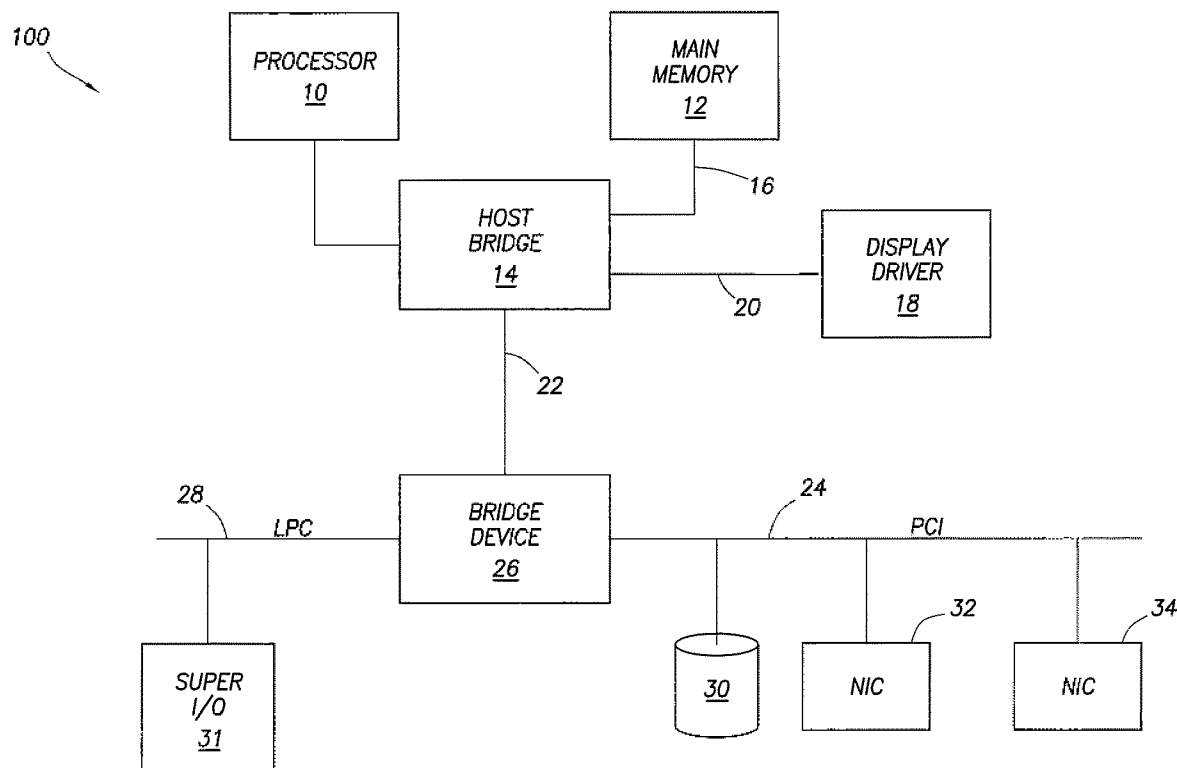 100
PROCESSOR
10
MAIN
MEMORY
12
16
HOST
BRIDGE
14
DISPLAY
DRIVER
18
20
22
28
LPC
BRIDGE
DEVICE
26
24
PCI
SUPER
I/O
31
30
32
NIC
34
NIC